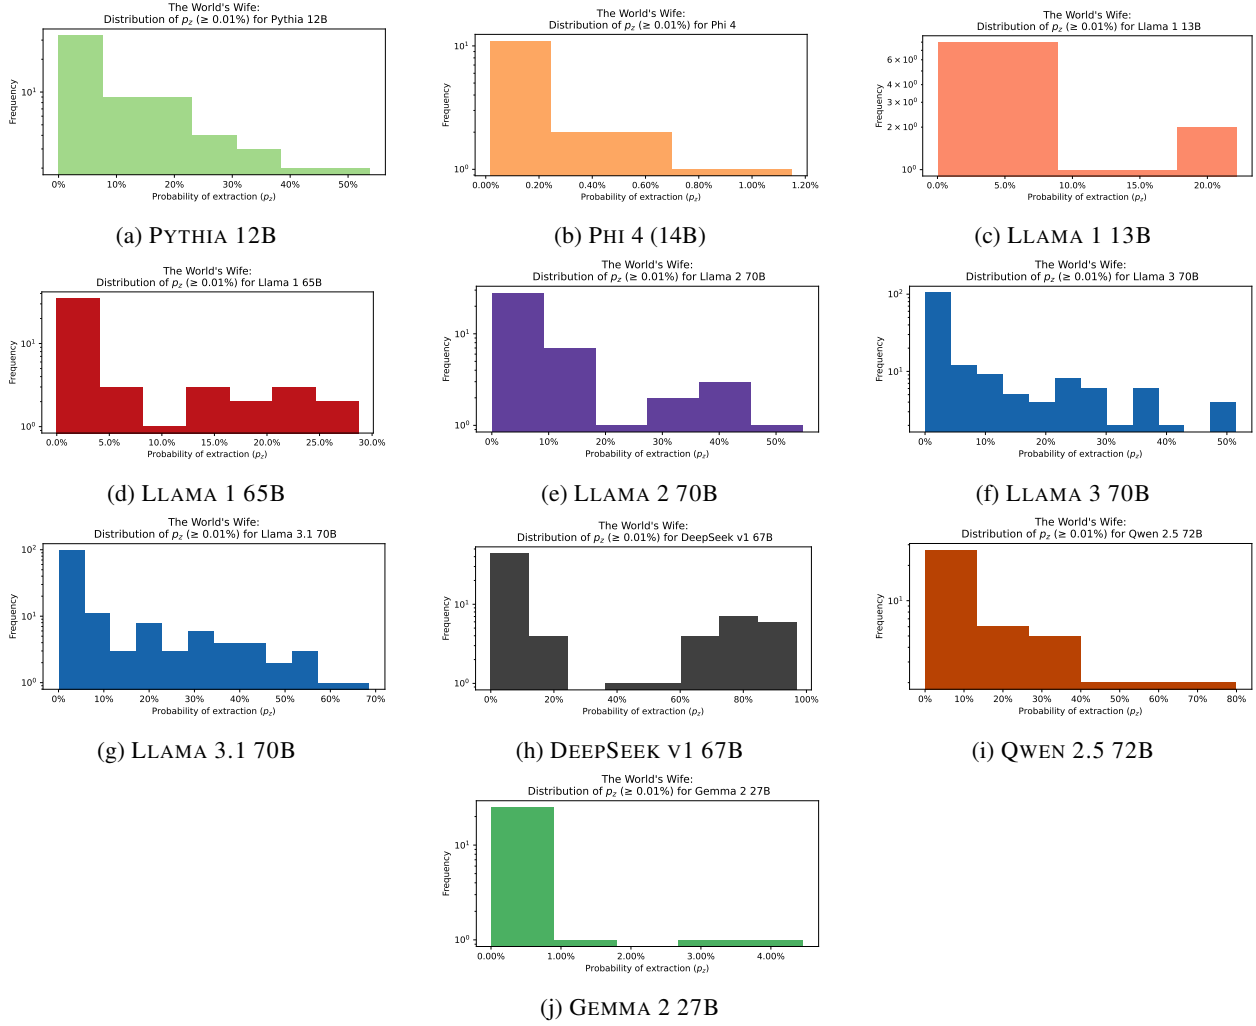 The World's Wife:
Distribution of p_z (≥ 0.01%) for Pythia 12B
Frequency
10¹
0% 10% 20% 30% 40% 50%
Probability of extraction (p_z)
(a) PYTHIA 12B
The World's Wife:
Distribution of p_z (≥ 0.01%) for Phi 4
Frequency
10¹
10⁰
0.00% 0.20% 0.40% 0.60% 0.80% 1.00% 1.20%
Probability of extraction (p_z)
(b) PHI 4 (14B)
The World's Wife:
Distribution of p_z (≥ 0.01%) for Llama 1 13B
Frequency
6 × 10⁰
4 × 10⁰
3 × 10⁰
2 × 10⁰
10⁰
0.0% 5.0% 10.0% 15.0% 20.0%
Probability of extraction (p_z)
(c) LLAMA 1 13B
The World's Wife:
Distribution of p_z (≥ 0.01%) for Llama 1 65B
Frequency
10¹
10⁰
0.0% 5.0% 10.0% 15.0% 20.0% 25.0% 30.0%
Probability of extraction (p_z)
(d) LLAMA 1 65B
The World's Wife:
Distribution of p_z (≥ 0.01%) for Llama 2 70B
Frequency
10¹
10⁰
0% 10% 20% 30% 40% 50%
Probability of extraction (p_z)
(e) LLAMA 2 70B
The World's Wife:
Distribution of p_z (≥ 0.01%) for Llama 3 70B
Frequency
10²
10¹
0% 10% 20% 30% 40% 50%
Probability of extraction (p_z)
(f) LLAMA 3 70B
The World's Wife:
Distribution of p_z (≥ 0.01%) for Llama 3.1 70B
Frequency
10²
10¹
10⁰
0% 10% 20% 30% 40% 50% 60% 70%
Probability of extraction (p_z)
(g) LLAMA 3.1 70B
The World's Wife:
Distribution of p_z (≥ 0.01%) for DeepSeek v1 67B
Frequency
10¹
10⁰
0% 20% 40% 60% 80% 100%
Probability of extraction (p_z)
(h) DEEPSEEK V1 67B
The World's Wife:
Distribution of p_z (≥ 0.01%) for Qwen 2.5 72B
Frequency
10¹
0% 10% 20% 30% 40% 50% 60% 70% 80%
Probability of extraction (p_z)
(i) QWEN 2.5 72B
The World's Wife:
Distribution of p_z (≥ 0.01%) for Gemma 2 27B
Frequency
10¹
10⁰
0.00% 1.00% 2.00% 3.00% 4.00%
Probability of extraction (p_z)
(j) GEMMA 2 27B